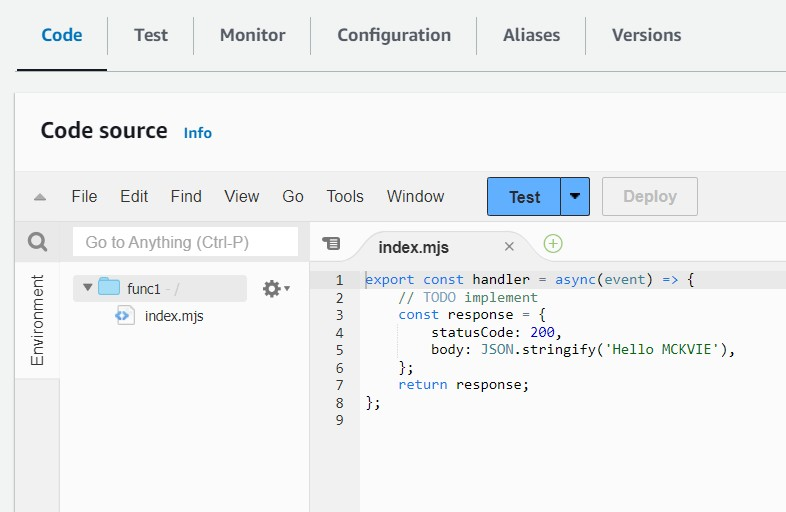 Code Test Monitor Configuration Aliases Versions
Code source Info
File Edit Find View Go Tools Window Test Deploy
Go to Anything (Ctrl-P) index.mjs
Environment
func1 - /
index.mjs
1 export const handler = async(event) => {
2 // TODO implement
3 const response = {
4 statusCode: 200,
5 body: JSON.stringify('Hello MCKVIE'),
6 };
7 return response;
8 };
9